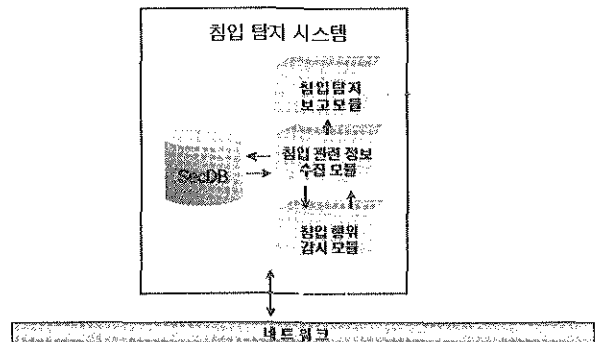 침입 탐지 시스템
침입탐지
보고모듈
침입 관련 정보
수집 모듈
SecDB
침입 행위
감시 모듈
네트워크